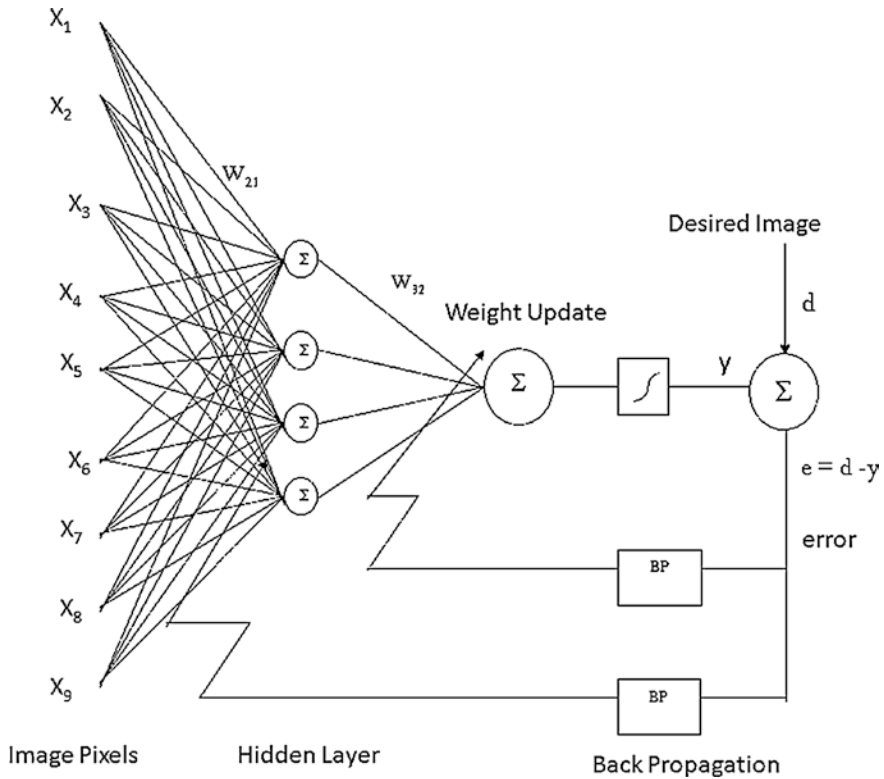 X₁
X₂
X₃
X₄
X₅
X₆
X₇
X₈
X₉
W₂₁
Σ
Σ
Σ
Σ
W₃₂
Weight Update
Σ
y
Desired Image
d
Σ
e = d -y
error
BP
BP
Image Pixels
Hidden Layer
Back Propagation